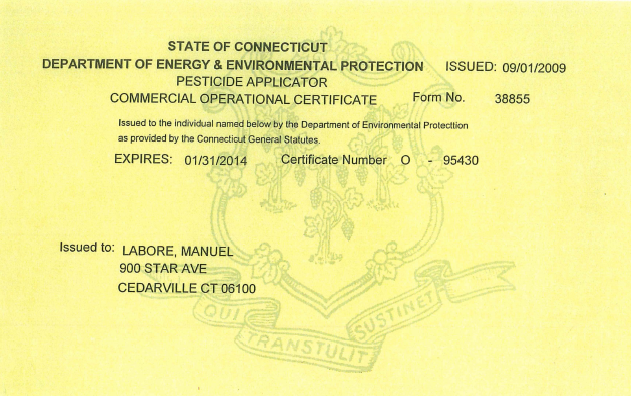 STATE OF CONNECTICUT
DEPARTMENT OF ENERGY & ENVIRONMENTAL PROTECTION ISSUED: 09/01/2009
PESTICIDE APPLICATOR
COMMERCIAL OPERATIONAL CERTIFICATE Form No. 38855
Issued to the individual named below by the Department of Environmental Protecttion
as provided by the Connecticut General Statutes.
EXPIRES: 01/31/2014 Certificate Number O - 95430
Issued to: LABORE, MANUEL
900 STAR AVE
CEDARVILLE CT 06100
QUI TRANSTULIT SUSTINET